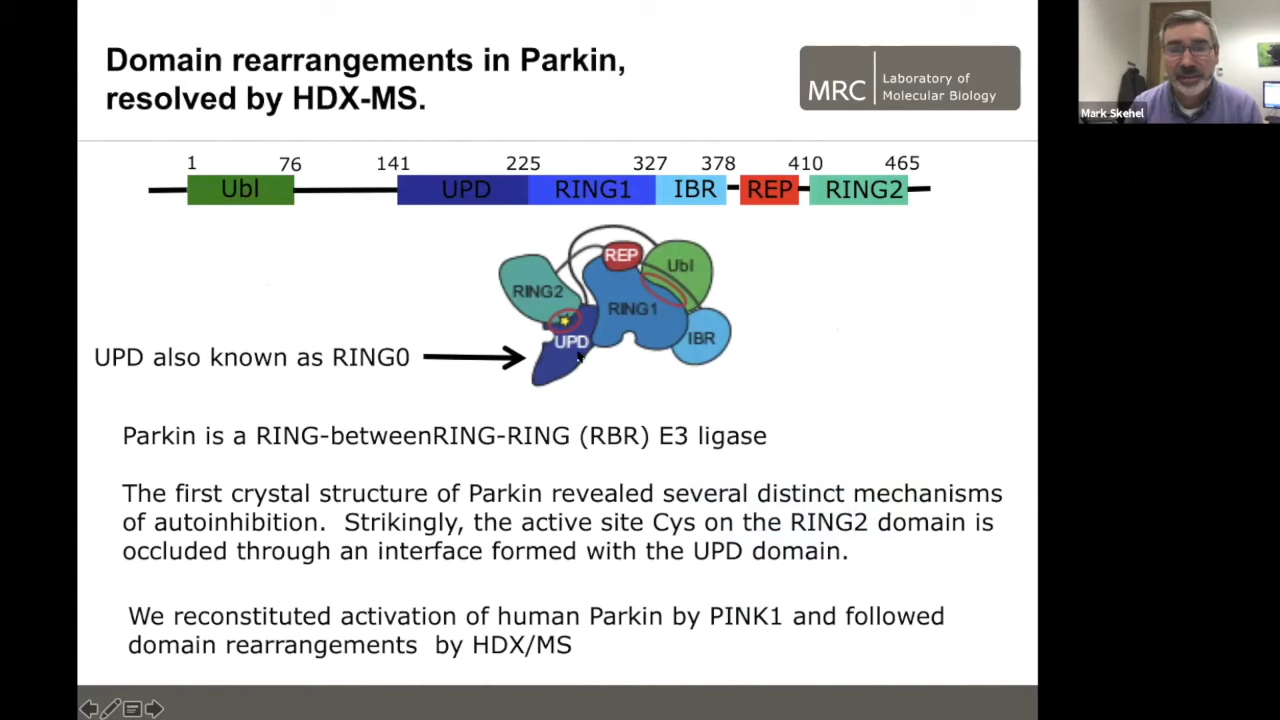 Domain rearrangements in Parkin,
resolved by HDX-MS.
MRC
Laboratory of
Molecular Biology
Mark Skehel
1 76 141 225 327 378 410 465
Ubl UPD RING1 IBR REP RING2
REP
Ubl
RING2
RING1
UPD
IBR
UPD also known as RING0
Parkin is a RING-betweenRING-RING (RBR) E3 ligase
The first crystal structure of Parkin revealed several distinct mechanisms
of autoinhibition. Strikingly, the active site Cys on the RING2 domain is
occluded through an interface formed with the UPD domain.
We reconstituted activation of human Parkin by PINK1 and followed
domain rearrangements by HDX/MS